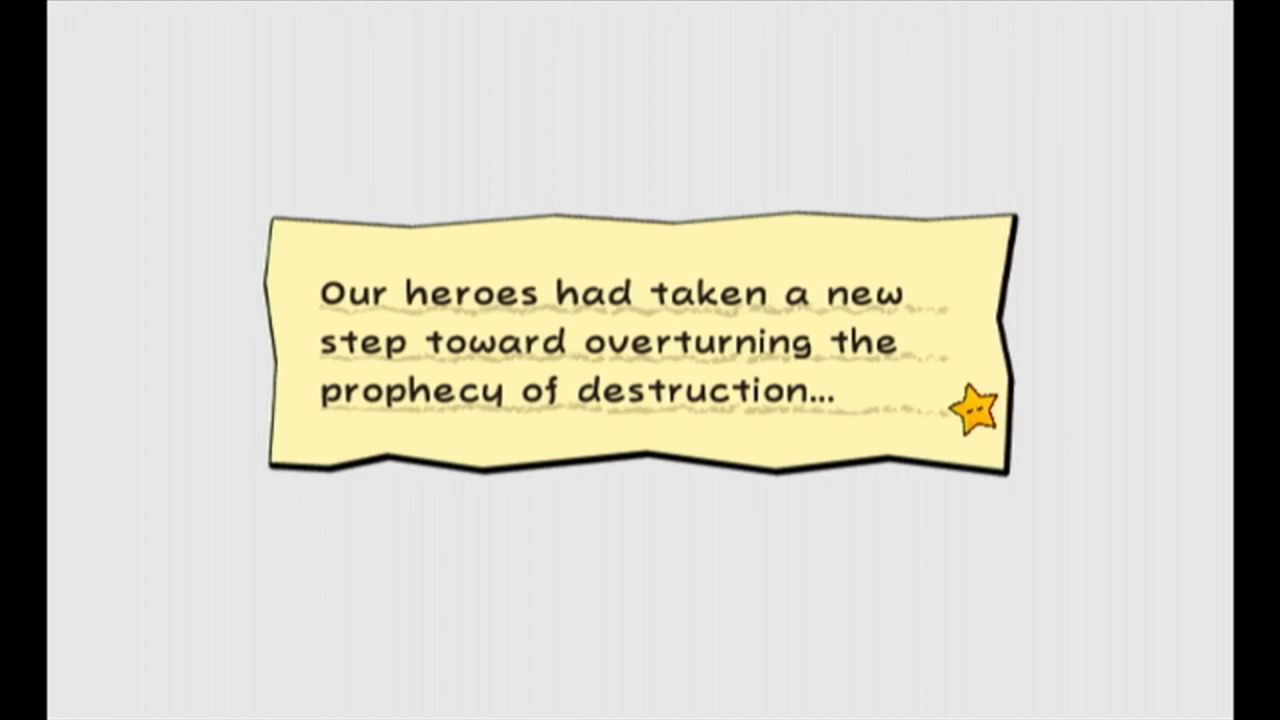 Our heroes had taken a new
step toward overturning the
prophecy of destruction...